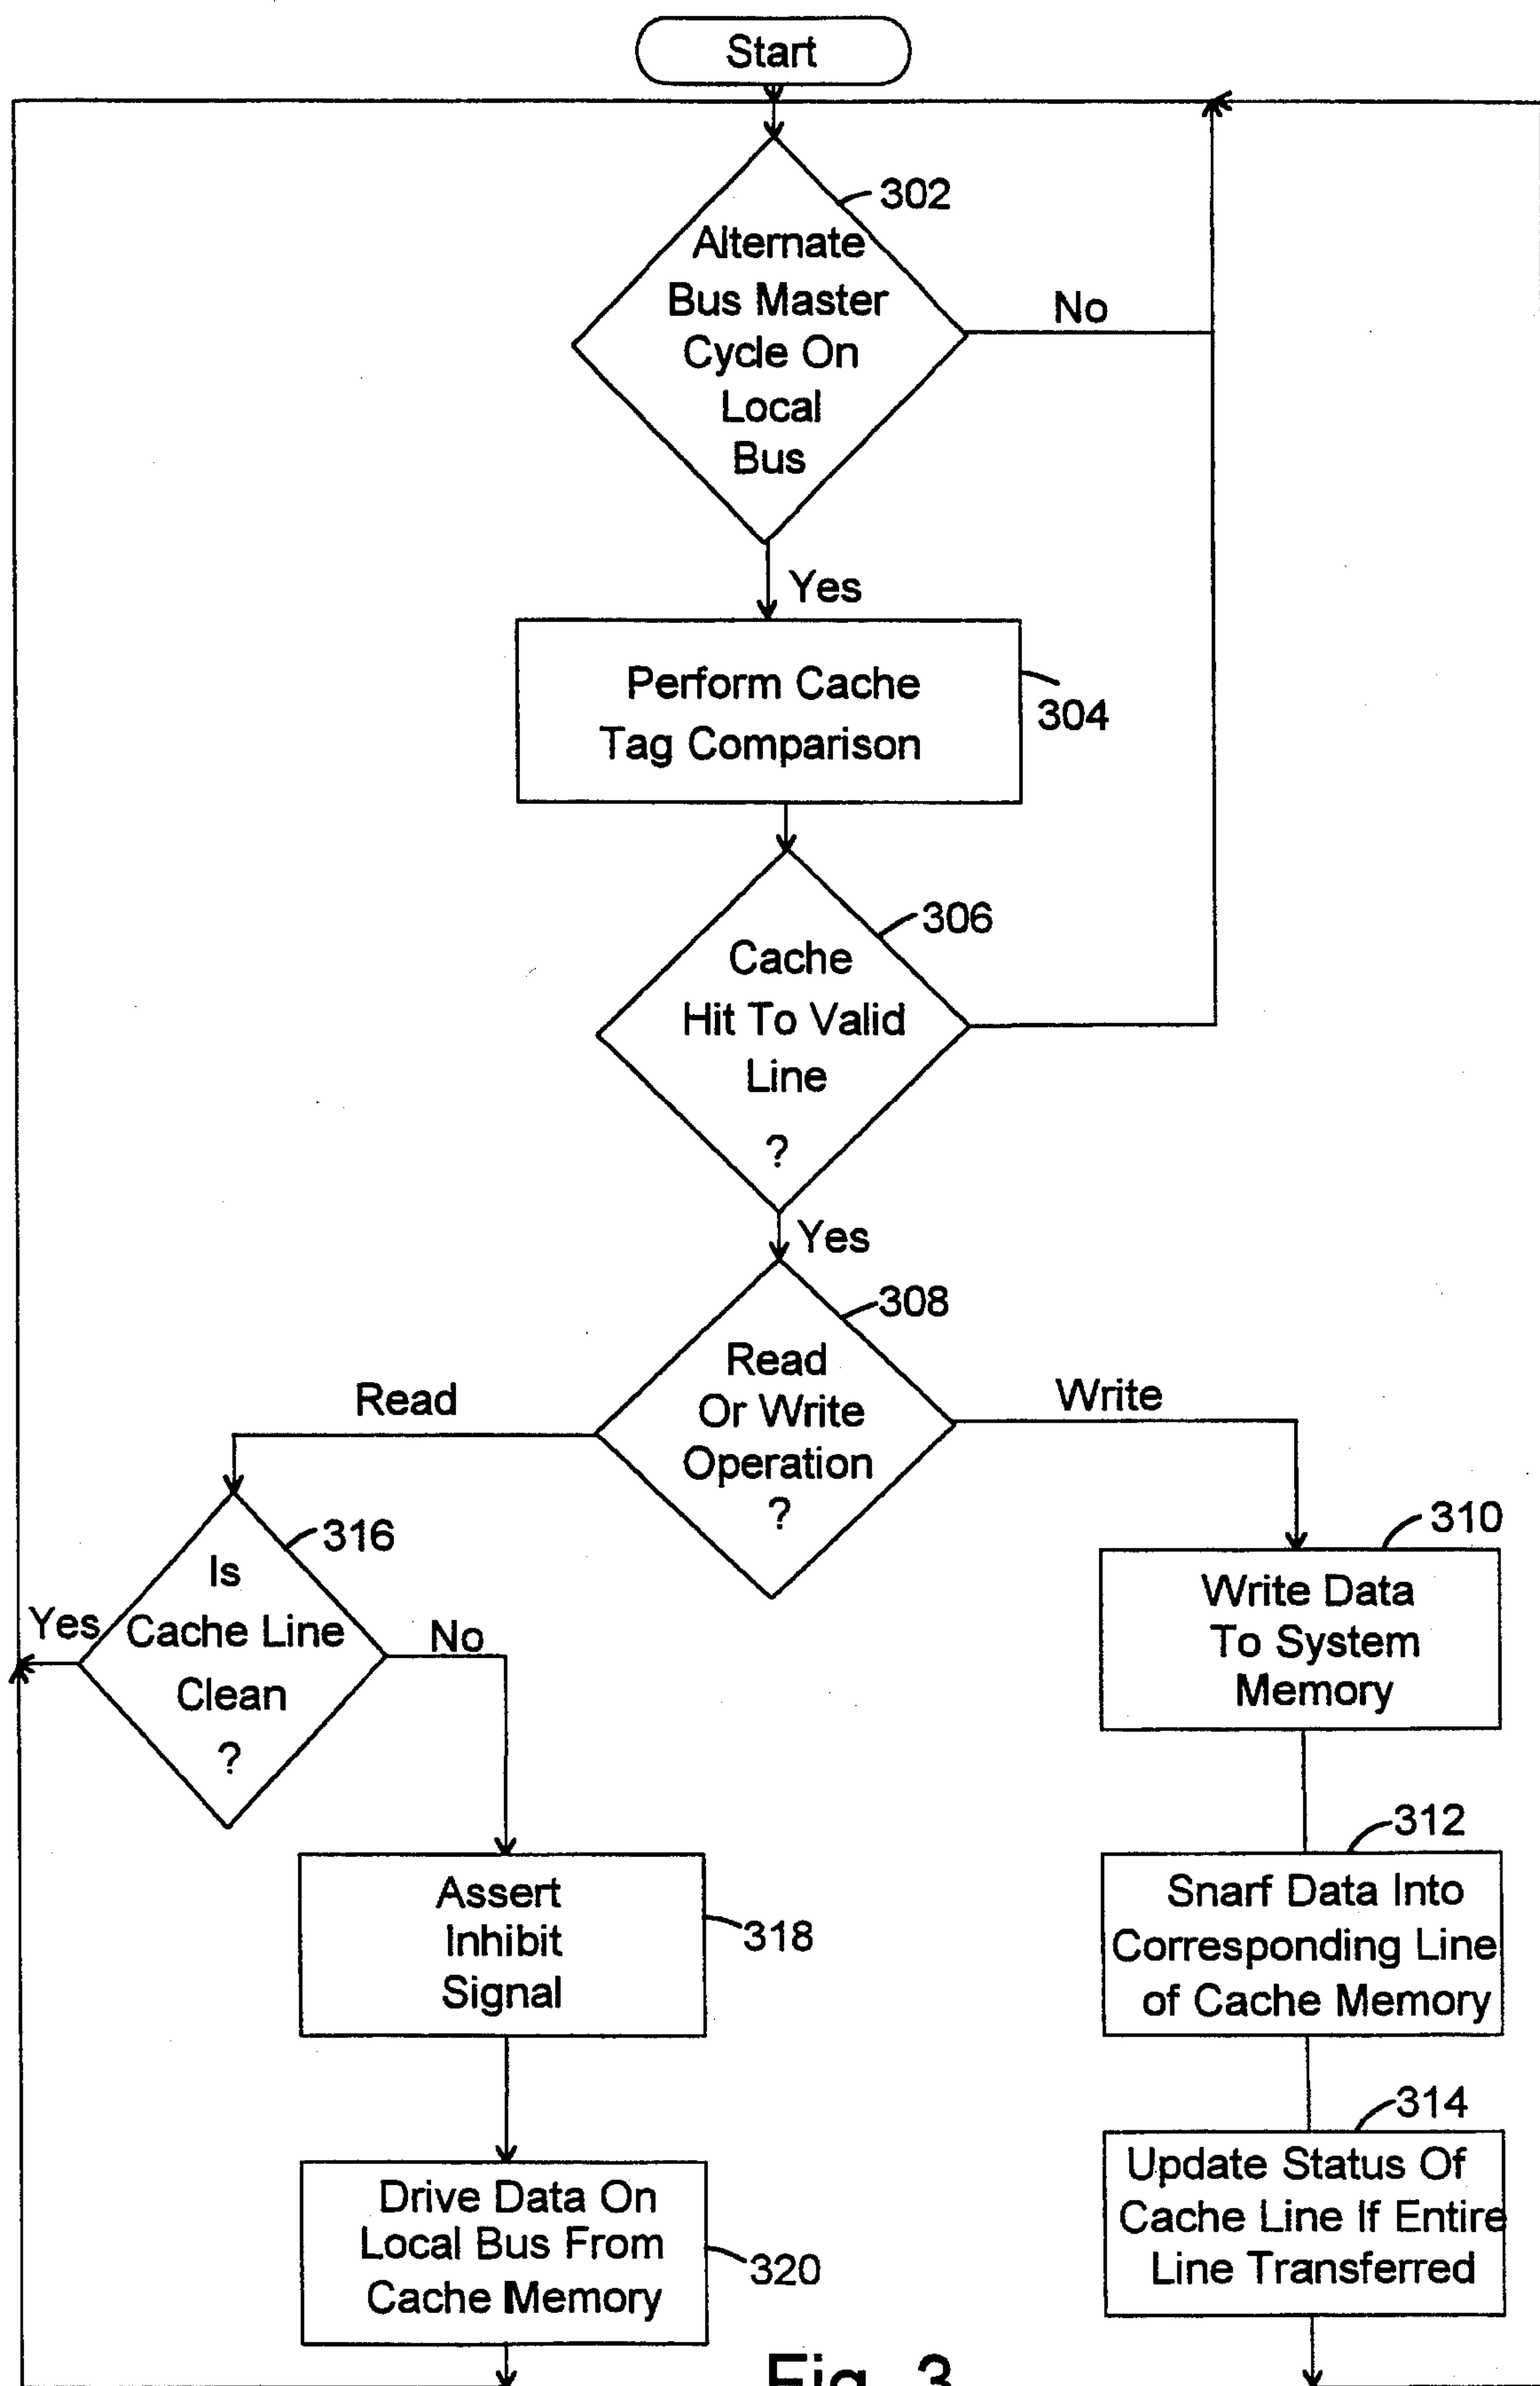 Start
302
Alternate
Bus Master
Cycle On
Local
Bus
No
Yes
Perform Cache
Tag Comparison
304
306
Cache
Hit To Valid
Line
?
Yes
308
Read
Or Write
Operation
?
Read
Write
316
Is
Cache Line
Clean
?
Yes
No
310
Write Data
To System
Memory
312
Snarf Data Into
Corresponding Line
of Cache Memory
Assert
Inhibit
Signal
318
314
Update Status Of
Cache Line If Entire
Line Transferred
Drive Data On
Local Bus From
Cache Memory
320
Fig. 3